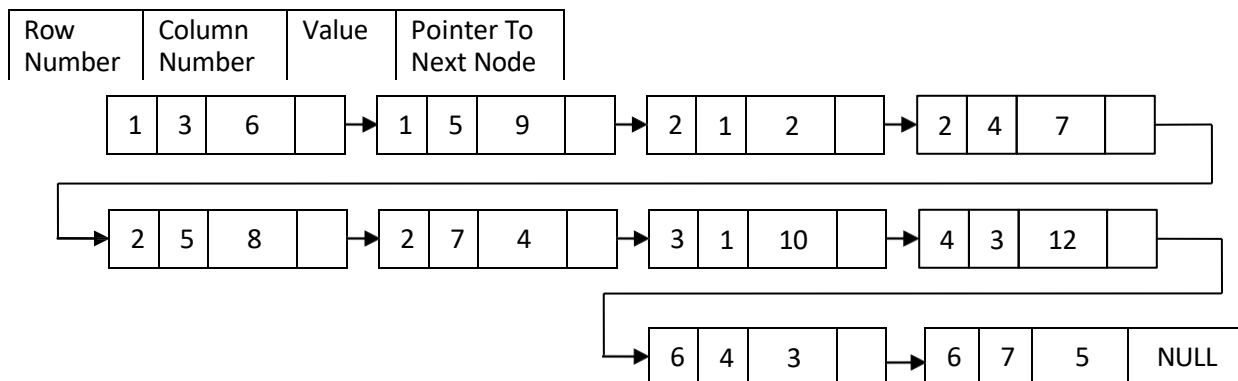 Row Column Value Pointer To
Number Number Next Node
1 3 6 1 5 9 2 1 2 2 4 7
2 5 8 2 7 4 3 1 10 4 3 12
6 4 3 6 7 5 NULL